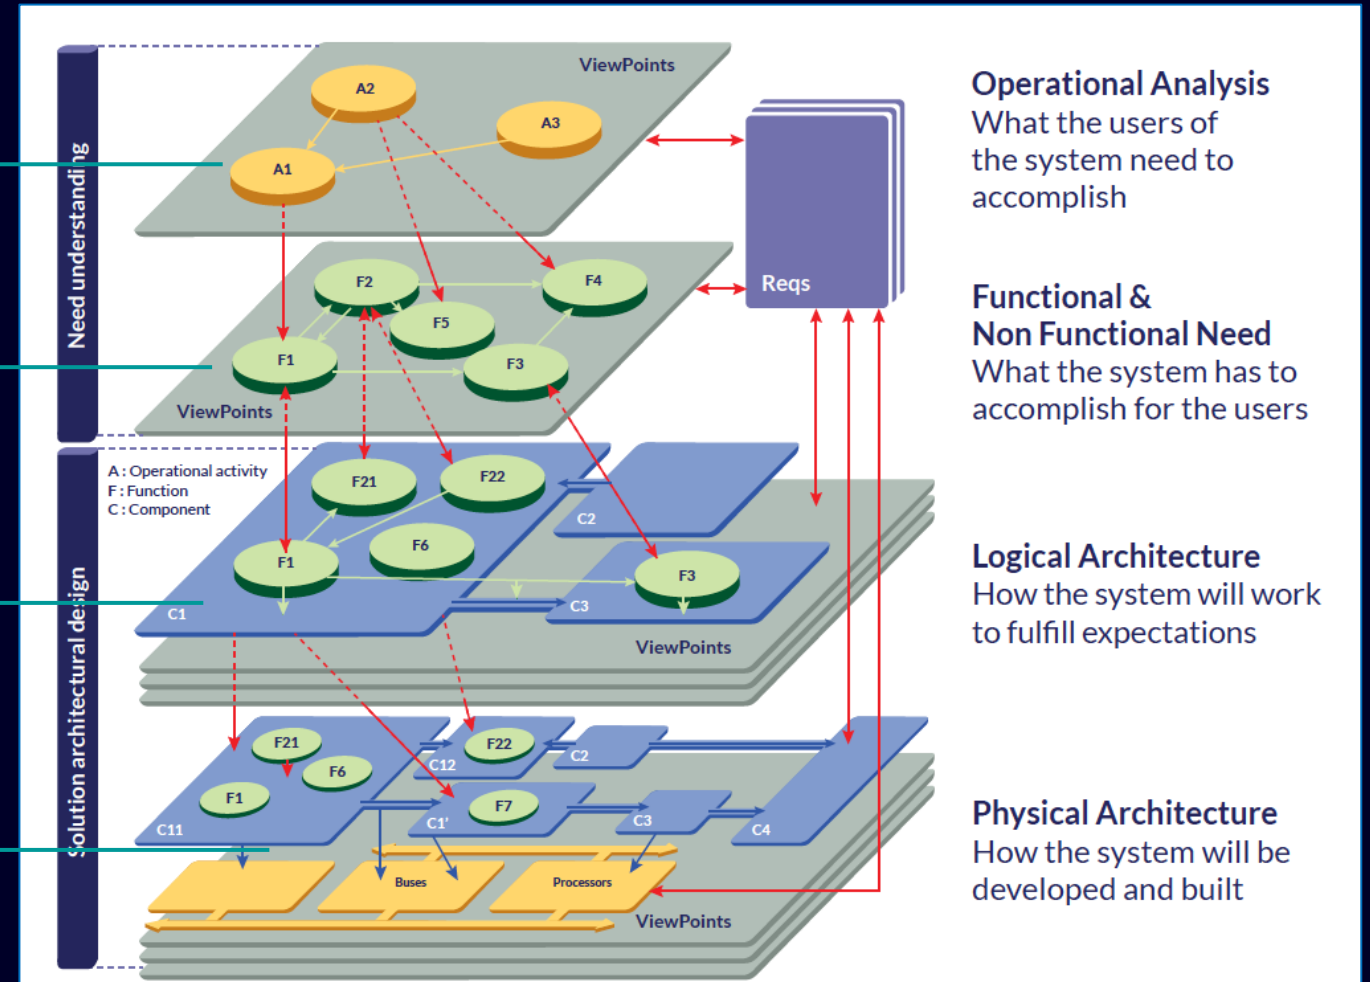 Need understanding
ViewPoints
A2
A3
A1
Operational Analysis
What the users of
the system need to
accomplish
Reqs
F2
F4
F5
F1
F3
ViewPoints
Functional &
Non Functional Need
What the system has to
accomplish for the users
Solution architectural design
A : Operational activity
F : Function
C : Component
F21
F22
C2
F6
F1
F3
C1
C3
ViewPoints
Logical Architecture
How the system will work
to fulfill expectations
F21
F22
C2
C12
F6
F1
F7
C11
C1'
C3
C4
Buses
Processors
ViewPoints
Physical Architecture
How the system will be
developed and built